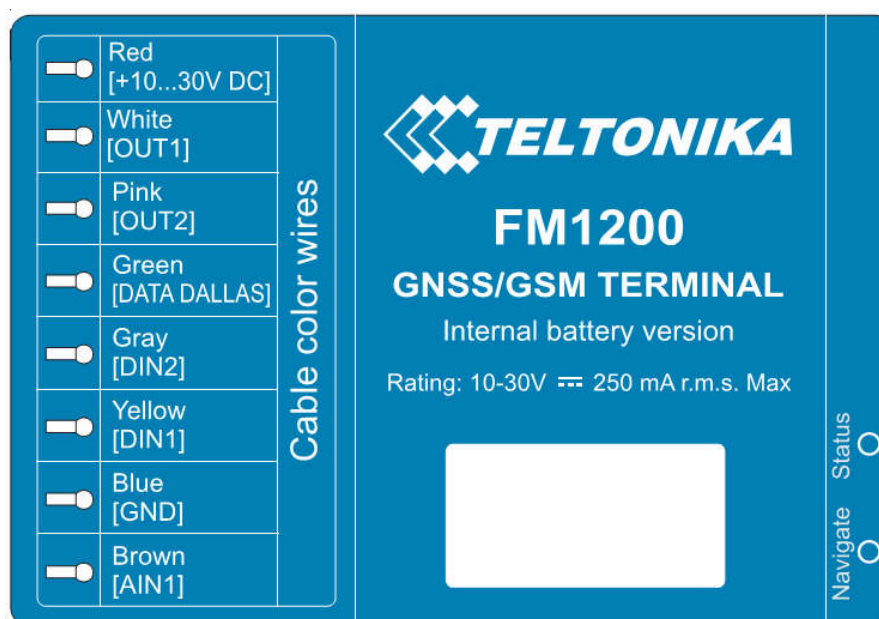 Red
[+10...30V DC]
White
[OUT1]
Pink
[OUT2]
Green
[DATA DALLAS]
Gray
[DIN2]
Yellow
[DIN1]
Blue
[GND]
Brown
[AIN1]
Cable color wires
TELTONIKA
FM1200
GNSS/GSM TERMINAL
Internal battery version
Rating: 10-30V ⎓ 250 mA r.m.s. Max
Status
Navigate